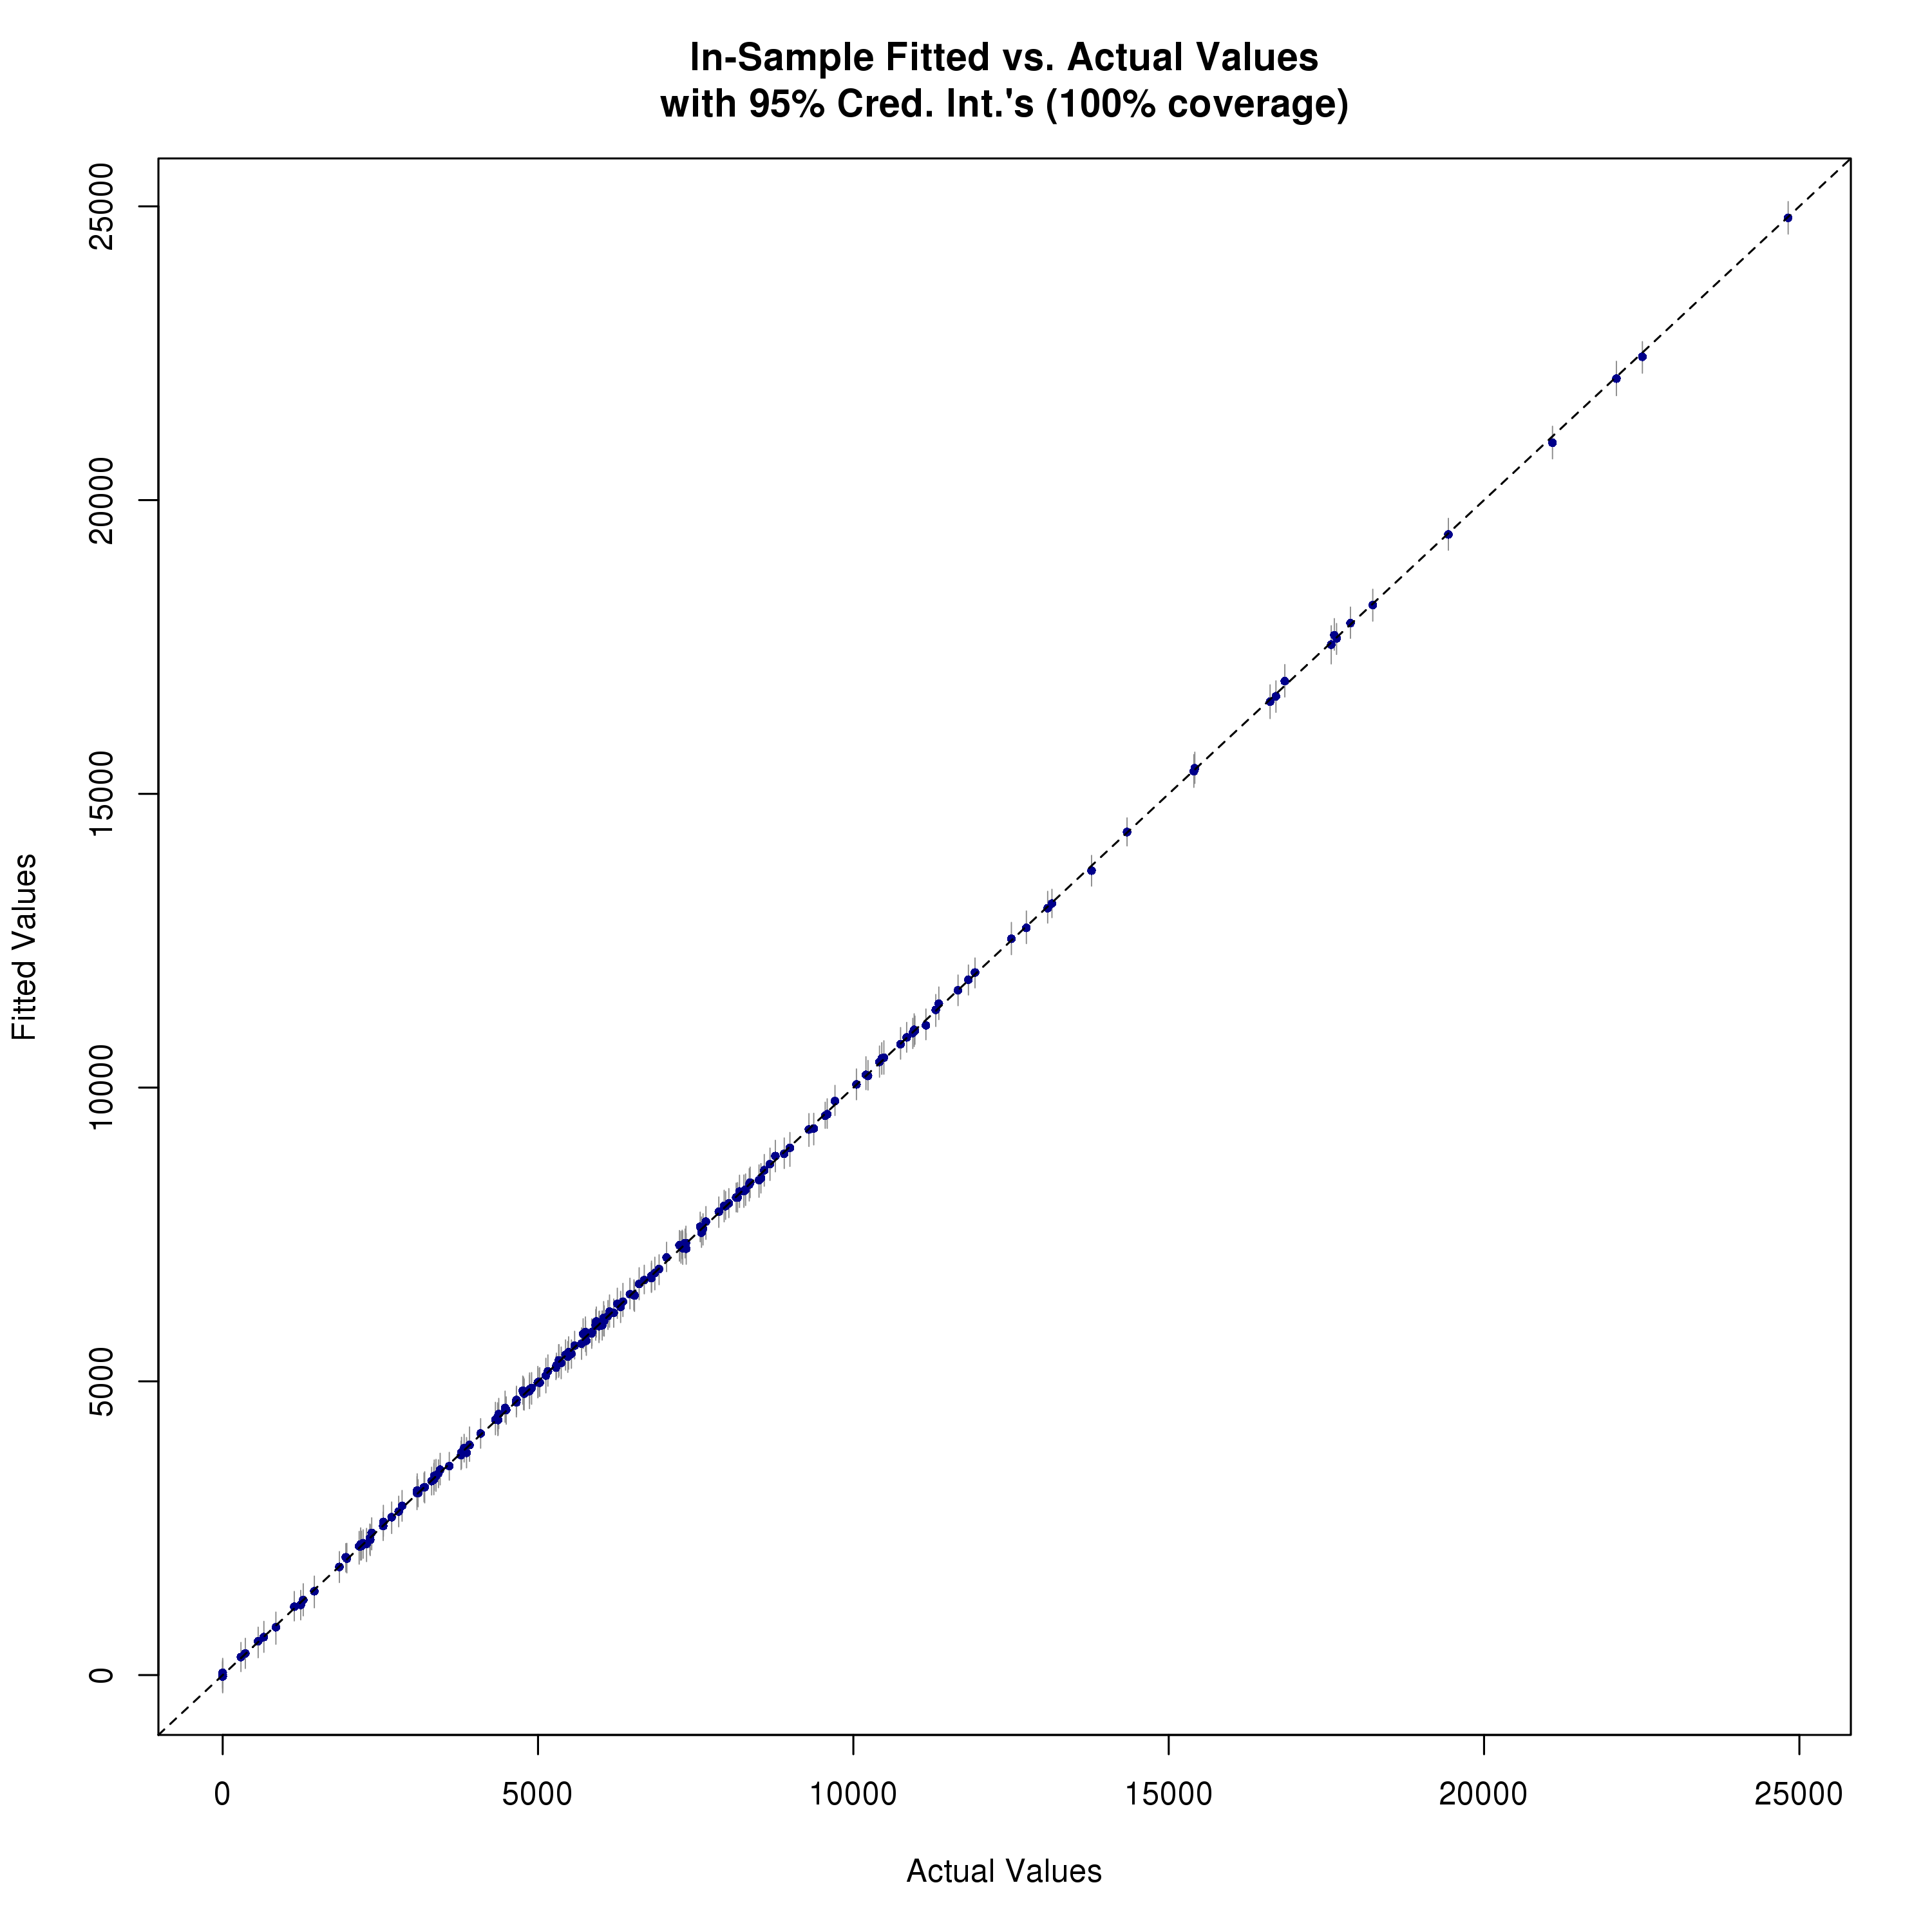 In-Sample Fitted vs. Actual Values
with 95% Cred. Int.'s (100% coverage)
25000
20000
15000
10000
5000
0
Fitted Values
0 5000 10000 15000 20000 25000
Actual Values